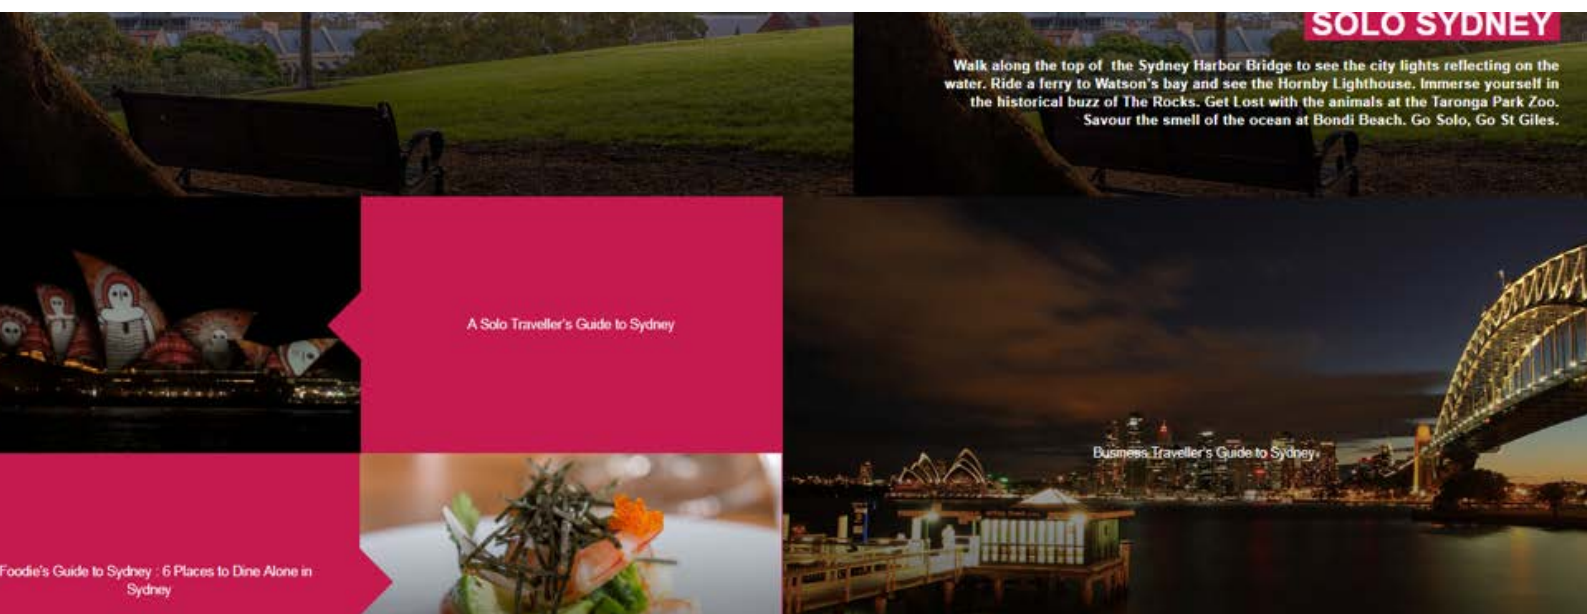 SOLO SYDNEY
Walk along the top of the Sydney Harbor Bridge to see the city lights reflecting on the
water. Ride a ferry to Watson's bay and see the Hornby Lighthouse. Immerse yourself in
the historical buzz of The Rocks. Get Lost with the animals at the Taronga Park Zoo.
Savour the smell of the ocean at Bondi Beach. Go Solo, Go St Giles.
A Solo Traveller's Guide to Sydney
Business Traveller's Guide to Sydney
Foodie's Guide to Sydney : 6 Places to Dine Alone in
Sydney